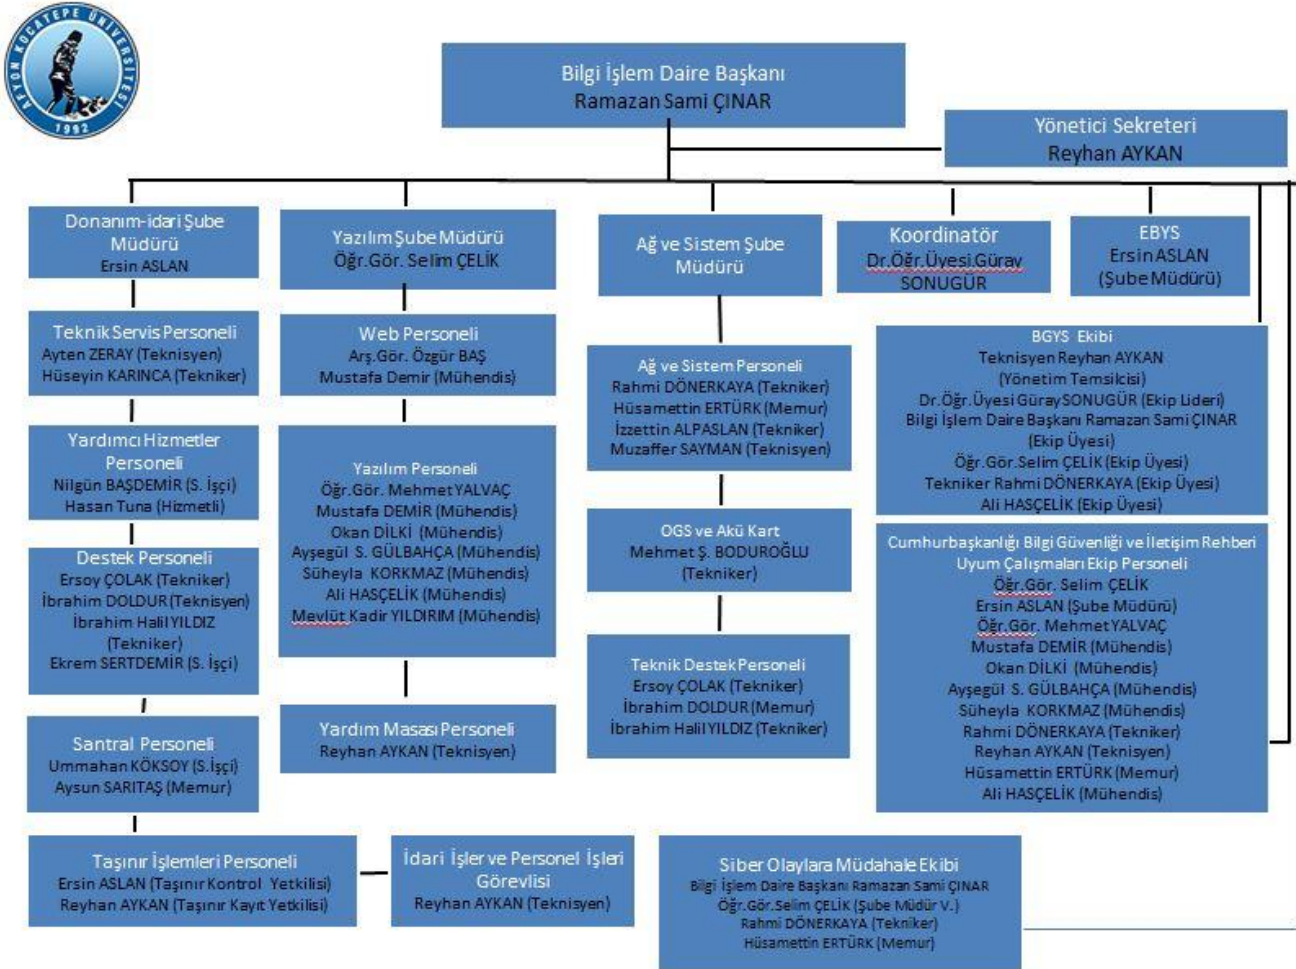 AFYON KOCATEPE ÜNİVERSİTESİ
1992
Bilgi İşlem Daire Başkanı
Ramazan Sami ÇINAR
Yönetici Sekreteri
Reyhan AYKAN
Donanım-idari Şube
Müdürü
Ersin ASLAN
Yazılım Şube Müdürü
Öğr.Gör. Selim ÇELİK
Ağ ve Sistem Şube
Müdürü
Koordinatör
Dr.Öğr.Üyesi.Güray
SONUGÜR
EBYS
Ersin ASLAN
(Şube Müdürü)
Teknik Servis Personeli
Ayten ZERAY (Teknisyen)
Hüseyin KARINCA (Tekniker)
Web Personeli
Arş.Gör. Özgür BAŞ
Mustafa Demir (Mühendis)
Ağ ve Sistem Personeli
Rahmi DÖNERKAYA (Tekniker)
Hüsamettin ERTÜRK (Memur)
İzzettin ALPASLAN (Tekniker)
Muzaffer SAYMAN (Teknisyen)
BGYS Ekibi
Teknisyen Reyhan AYKAN
(Yönetim Temsilcisi)
Dr.Öğr.Üyesi Güray SONUGÜR (Ekip Lideri)
Bilgi İşlem Daire Başkanı Ramazan Sami ÇINAR
(Ekip Üyesi)
Öğr.Gör.Selim ÇELİK (Ekip Üyesi)
Tekniker Rahmi DÖNERKAYA (Ekip Üyesi)
Ali HASÇELİK (Ekip Üyesi)
Yardımcı Hizmetler
Personeli
Nilgün BAŞDEMİR (S. İşçi)
Hasan Tuna (Hizmetli)
Yazılım Personeli
Öğr.Gör. Mehmet YALVAÇ
Mustafa DEMİR (Mühendis)
Okan DİLKİ (Mühendis)
Ayşegül S. GÜLBAHÇA (Mühendis)
Süheyla KORKMAZ (Mühendis)
Ali HASÇELİK (Mühendis)
Mevlüt Kadir YILDIRIM (Mühendis)
OGS ve Akü Kart
Mehmet Ş. BODUROĞLU
(Tekniker)
Cumhurbaşkanlığı Bilgi Güvenliği ve İletişim Rehberi
Uyum Çalışmaları Ekip Personeli
Öğr.Gör. Selim ÇELİK
Ersin ASLAN (Şube Müdürü)
Öğr.Gör. Mehmet YALVAÇ
Mustafa DEMİR (Mühendis)
Okan DİLKİ (Mühendis)
Ayşegül S. GÜLBAHÇA (Mühendis)
Süheyla KORKMAZ (Mühendis)
Rahmi DÖNERKAYA (Tekniker)
Reyhan AYKAN (Teknisyen)
Hüsamettin ERTÜRK (Memur)
Ali HASÇELİK (Mühendis)
Destek Personeli
Ersoy ÇOLAK (Tekniker)
İbrahim DOLDUR (Teknisyen)
İbrahim Halil YILDIZ
(Tekniker)
Ekrem SERTDEMİR (S. İşçi)
Teknik Destek Personeli
Ersoy ÇOLAK (Tekniker)
İbrahim DOLDUR (Memur)
İbrahim Halil YILDIZ (Tekniker)
Santral Personeli
Ummahan KÖKSOY (S.İşçi)
Aysun SARITAŞ (Memur)
Yardım Masası Personeli
Reyhan AYKAN (Teknisyen)
Taşınır İşlemleri Personeli
Ersin ASLAN (Taşınır Kontrol Yetkilisi)
Reyhan AYKAN (Taşınır Kayıt Yetkilisi)
İdari İşler ve Personel İşleri
Görevlisi
Reyhan AYKAN (Teknisyen)
Siber Olaylara Müdahale Ekibi
Bilgi İşlem Daire Başkanı Ramazan Sami ÇINAR
Öğr.Gör.Selim ÇELİK (Şube Müdür V.)
Rahmi DÖNERKAYA (Tekniker)
Hüsamettin ERTÜRK (Memur)